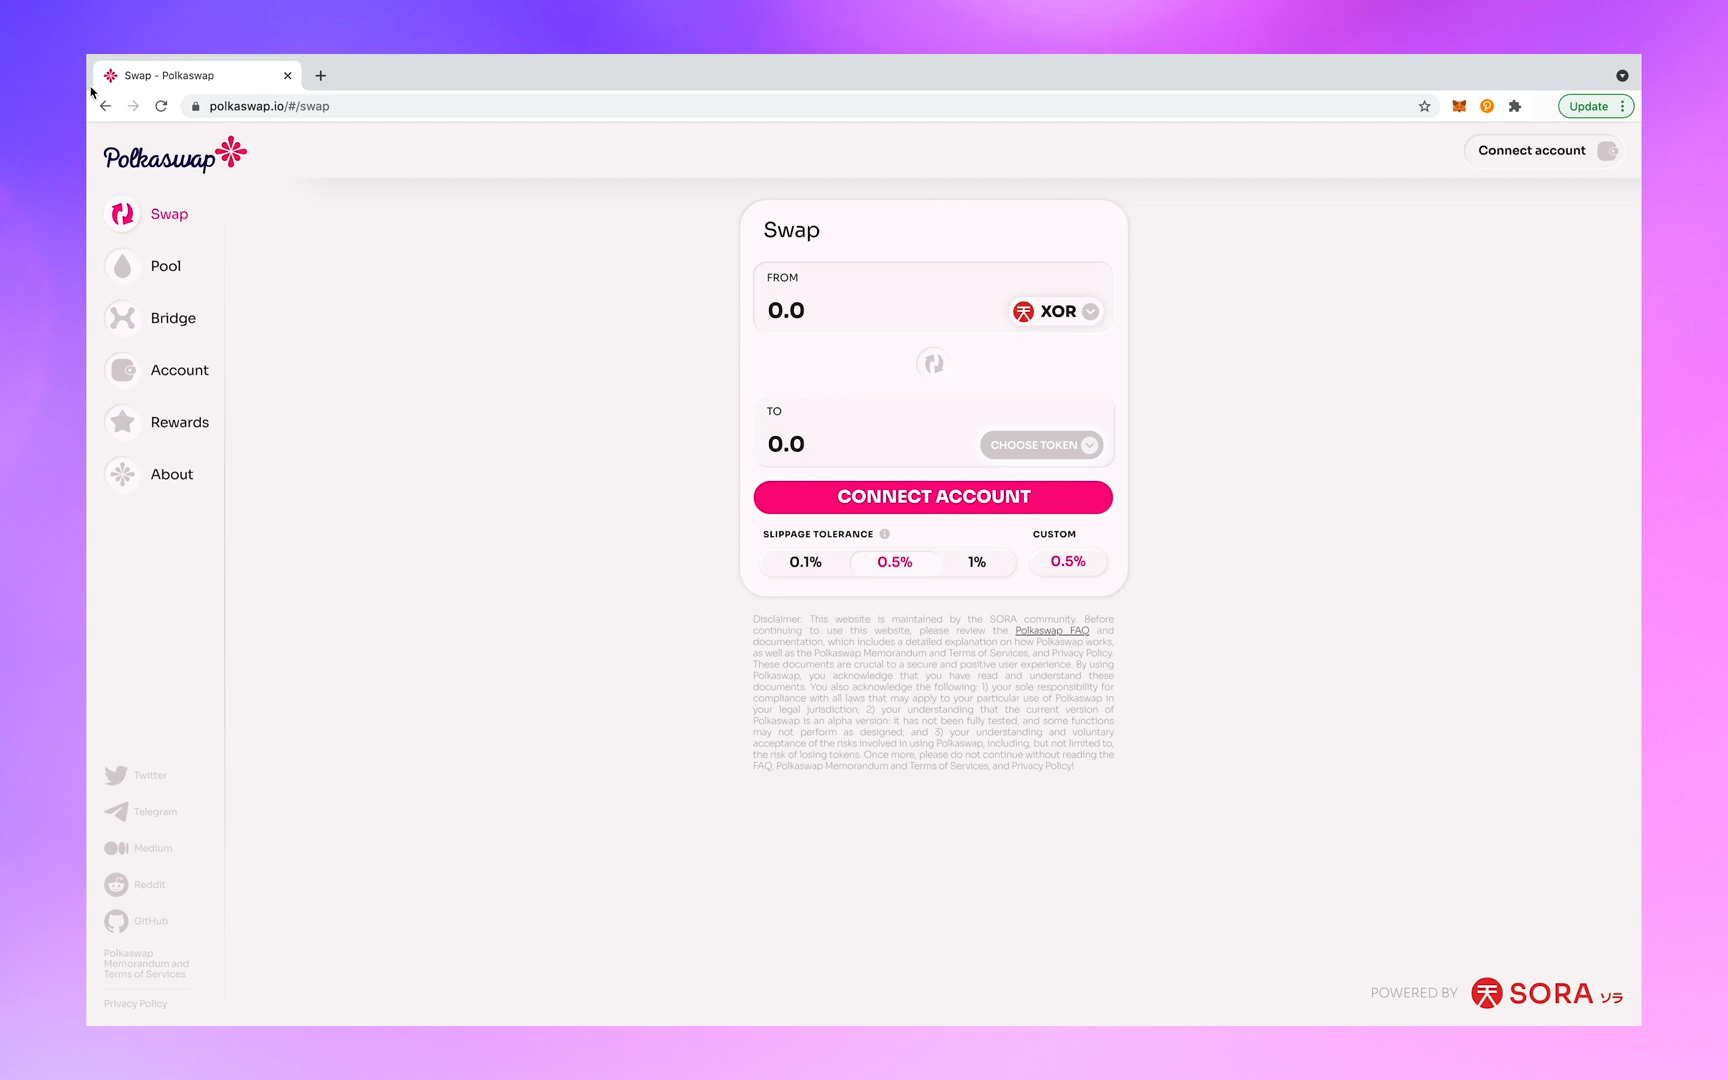 Swap - Polkaswap
polkaswap.io/#/swap
Update
Polkaswap
Connect account
Swap
Pool
Bridge
Account
Rewards
About
Swap
FROM
0.0
XOR
TO
0.0
CHOOSE TOKEN
CONNECT ACCOUNT
SLIPPAGE TOLERANCE
CUSTOM
0.1%
0.5%
1%
0.5%
Disclaimer: This website is maintained by the SORA community. Before
continuing to use this website, please review the Polkaswap FAQ and
documentation, which includes a detailed explanation on how Polkaswap works,
as well as the Polkaswap Memorandum and Terms of Services, and Privacy Policy.
These documents are crucial to a secure and positive user experience. By using
Polkaswap, you acknowledge that you have read and understand these
documents. You also acknowledge the following: 1) your sole responsibility for
compliance with all laws that may apply to your particular use of Polkaswap in
your legal jurisdiction; 2) your understanding that the current version of
Polkaswap is an alpha version: it has not been fully tested, and some functions
may not perform as designed; and 3) your understanding and voluntary
acceptance of the risks involved in using Polkaswap, including, but not limited to,
the risk of losing tokens. Once more, please do not continue without reading the
FAQ, Polkaswap Memorandum and Terms of Services, and Privacy Policy!
Twitter
Telegram
Medium
Reddit
GitHub
Polkaswap
Memorandum and
Terms of Services
Privacy Policy
POWERED BY
天 SORA ソラ